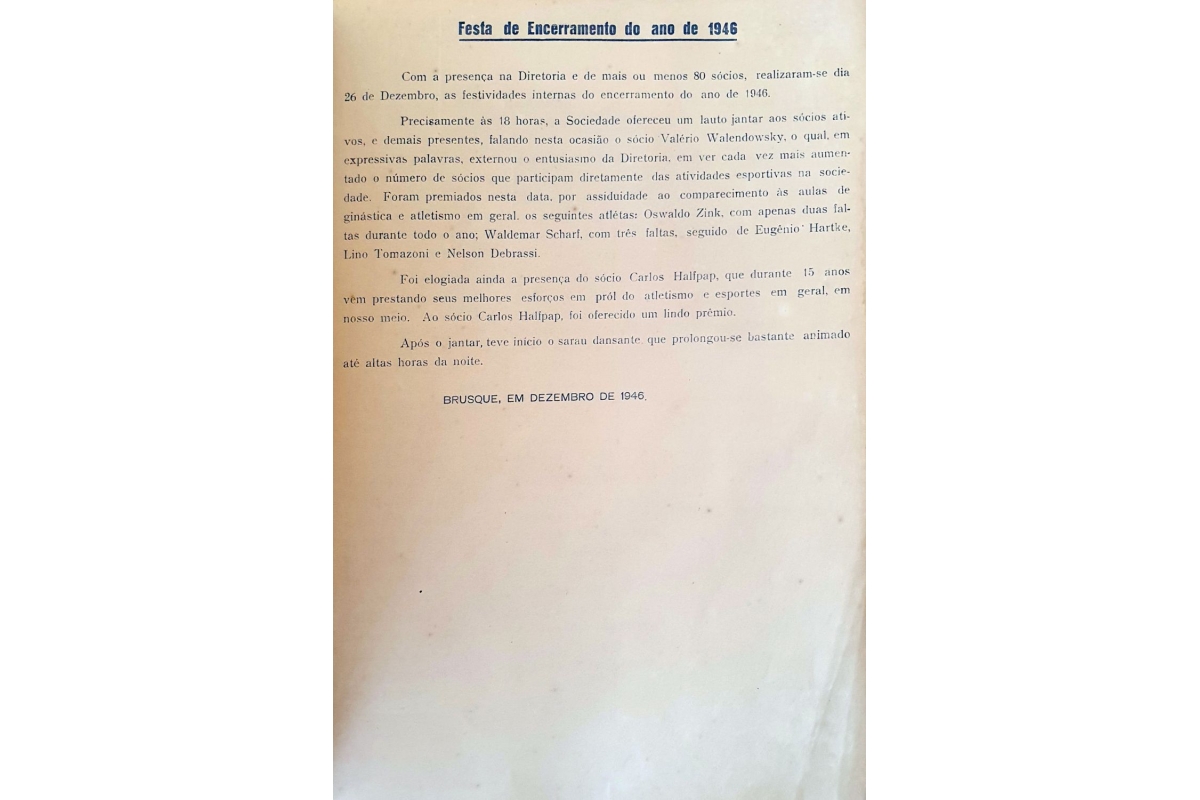 Festa de Encerramento do ano de 1946
Com a presença na Diretoria e de mais ou menos 80 sócios, realizaram-se dia
26 de Dezembro, as festividades internas do encerramento do ano de 1946.
Precisamente às 18 horas, a Sociedade ofereceu um lauto jantar aos sócios ati-
vos, e demais presentes, falando nesta ocasião o sócio Valério Walendowsky, o qual, em
expressivas palavras, externou o entusiasmo da Diretoria, em ver cada vez mais aumen-
tado o número de sócios que participam diretamente das atividades esportivas na socie-
dade. Foram premiados nesta data, por assiduidade ao comparecimento ás aulas de
ginástica e atletismo em geral, os seguintes atlétas: Oswaldo Zink, com apenas duas fal-
tas durante todo o ano; Waldemar Scharf, com três faltas, seguido de Eugênio Hartke,
Lino Tomazoni e Nelson Debrassi.
Foi elogiada ainda a presença do sócio Carlos Halfpap, que durante 15 anos
vêm prestando seus melhores esforços em pról do atletismo e esportes em geral, em
nosso meio. Ao sócio Carlos Halfpap, foi oferecido um lindo prêmio.
Após o jantar, teve início o sarau dansante, que prolongou-se bastante animado
até altas horas da noite.
BRUSQUE, EM DEZEMBRO DE 1946.